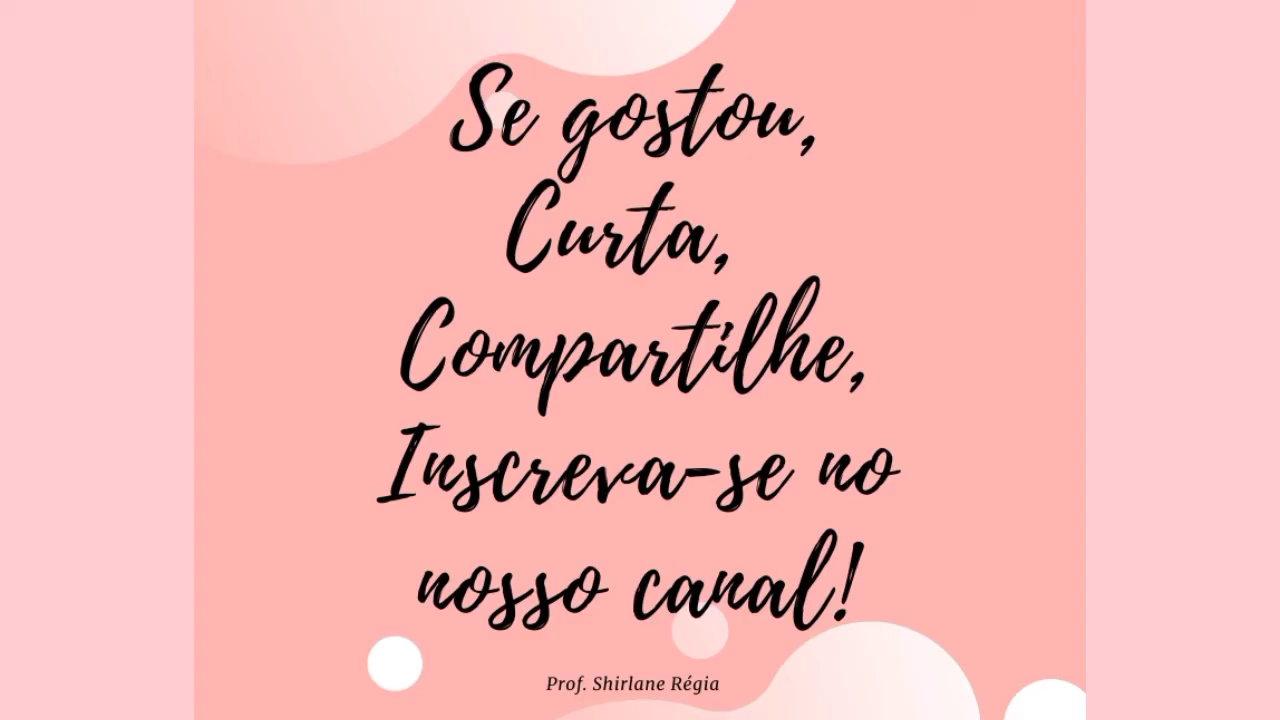 Se gostou,
Curta,
Compartilhe,
Inscreva-se no
nosso canal!
Prof. Shirlane Régia